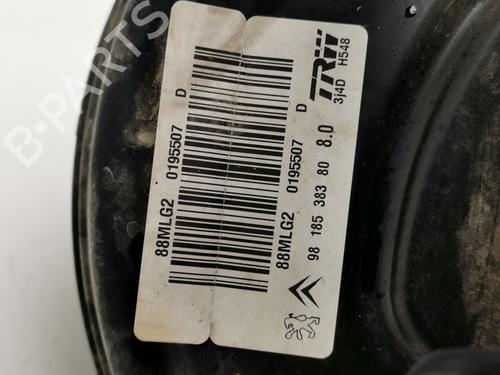 TRW
3j4D H548
88MLG2 0195507 D
88MLG2 0195507 D
98 185 383 80 8.0
B-PARTS